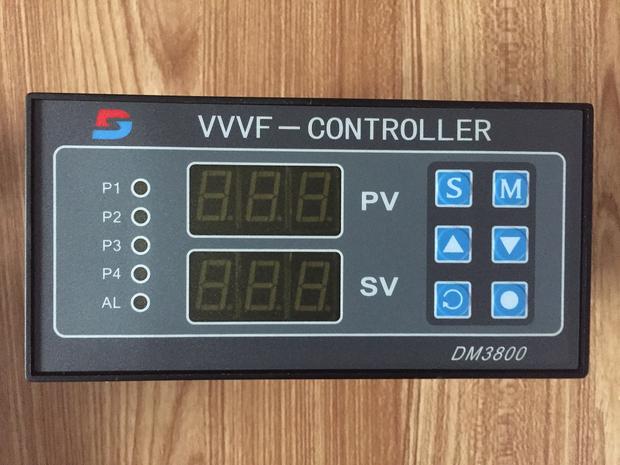 VVVF-CONTROLLER
P1
P2
P3
P4
AL
PV
SV
S M
DM3800